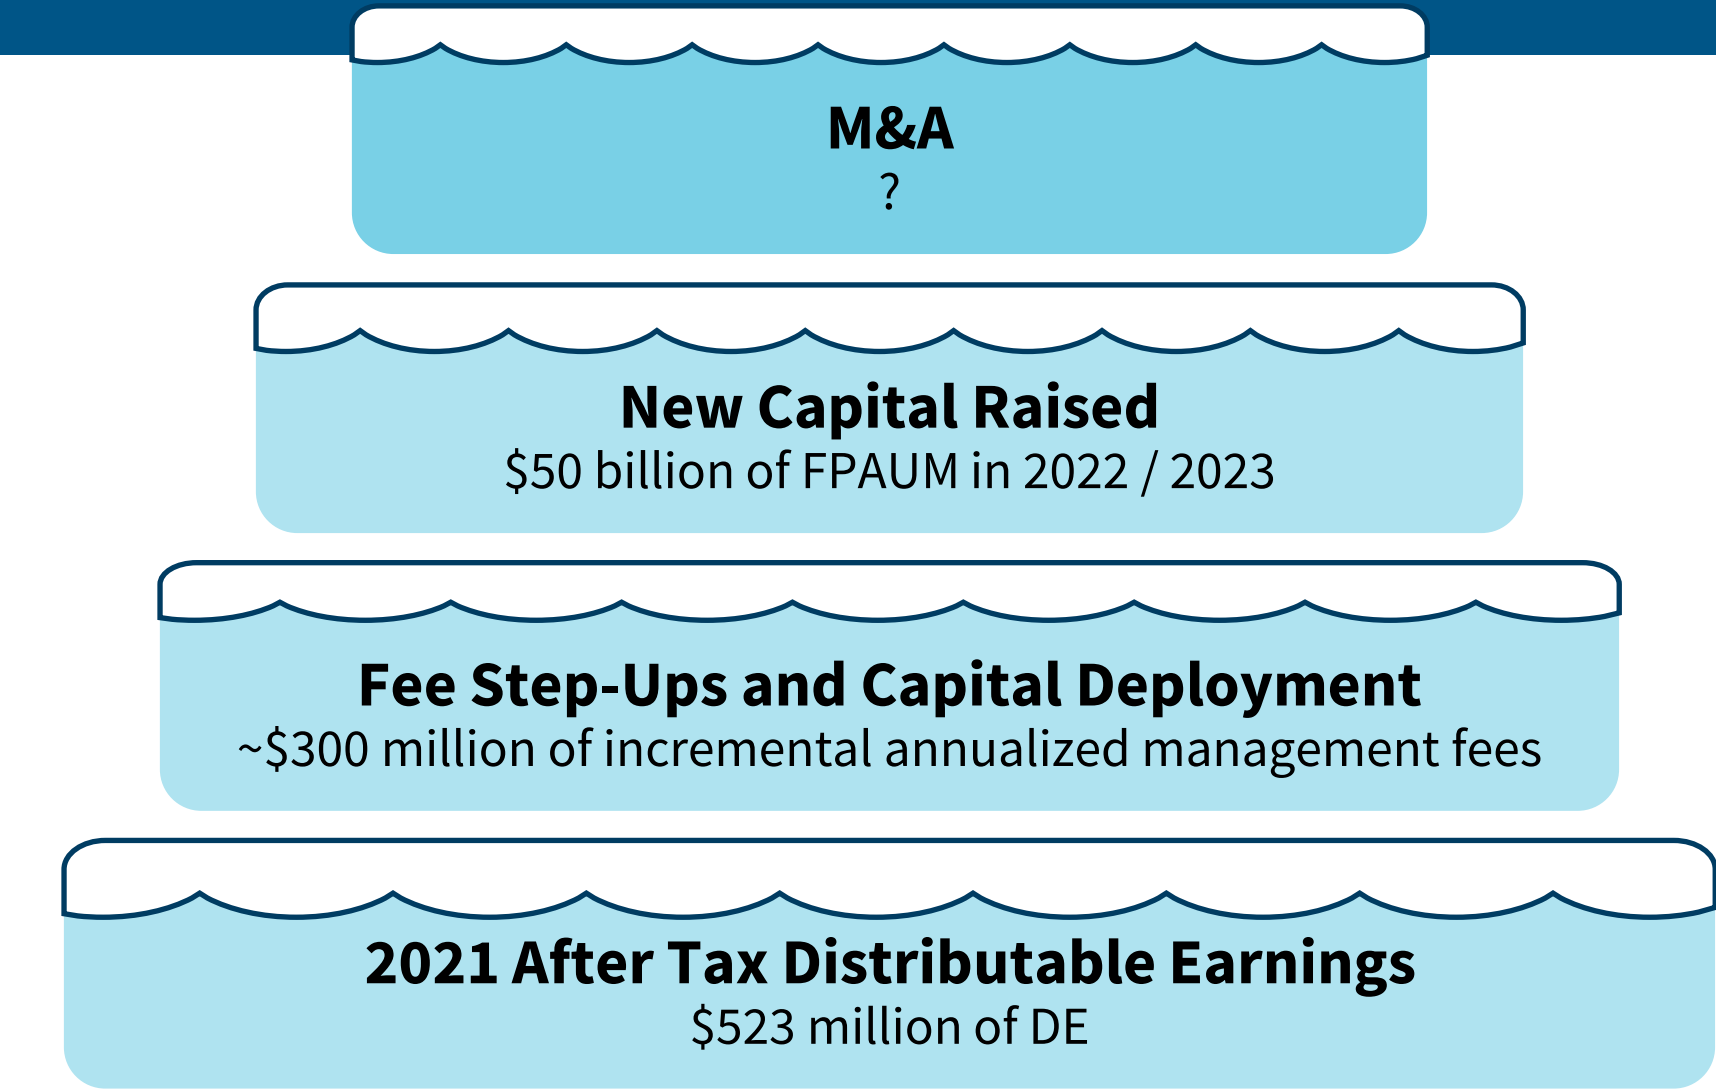 M&A
?
New Capital Raised
$50 billion of FPAUM in 2022 / 2023
Fee Step-Ups and Capital Deployment
~$300 million of incremental annualized management fees
2021 After Tax Distributable Earnings
$523 million of DE